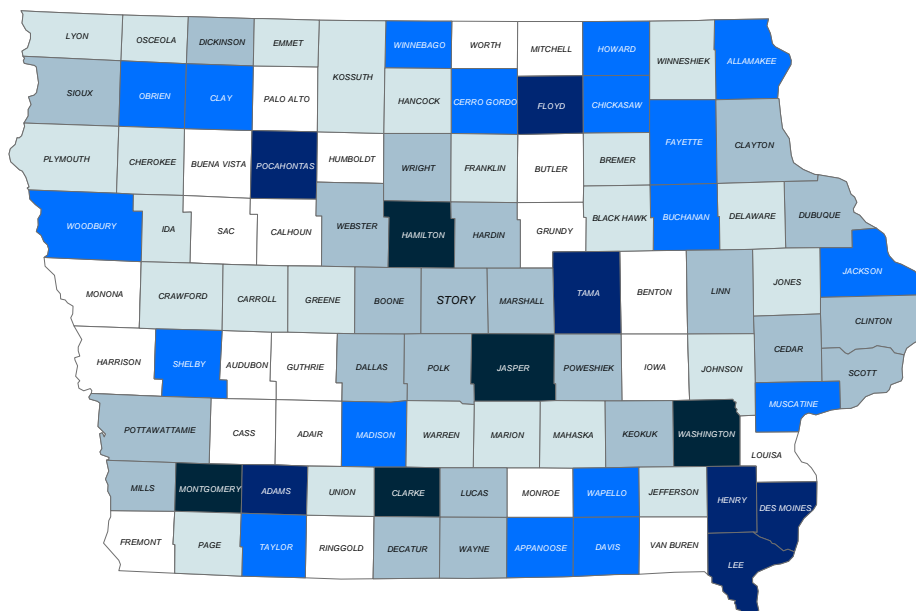 LYON
OSCEOLA
DICKINSON
EMMET
WINNEBAGO
WORTH
MITCHELL
HOWARD
WINNESHIEK
ALLAMAKEE
KOSSUTH
SIOUX
OBRIEN
CLAY
PALO ALTO
HANCOCK
CERRO GORDO
FLOYD
CHICKASAW
FAYETTE
CLAYTON
PLYMOUTH
CHEROKEE
BUENA VISTA
POCAHONTAS
HUMBOLDT
WRIGHT
FRANKLIN
BUTLER
BREMER
WOODBURY
IDA
SAC
CALHOUN
WEBSTER
HAMILTON
HARDIN
GRUNDY
BLACK HAWK
BUCHANAN
DELAWARE
DUBUQUE
MONONA
CRAWFORD
CARROLL
GREENE
BOONE
STORY
MARSHALL
TAMA
BENTON
LINN
JONES
JACKSON
CLINTON
HARRISON
SHELBY
AUDUBON
GUTHRIE
DALLAS
POLK
JASPER
POWESHIEK
IOWA
JOHNSON
CEDAR
SCOTT
MUSCATINE
POTTAWATTAMIE
CASS
ADAIR
MADISON
WARREN
MARION
MAHASKA
KEOKUK
WASHINGTON
LOUISA
MILLS
MONTGOMERY
ADAMS
UNION
CLARKE
LUCAS
MONROE
WAPELLO
JEFFERSON
HENRY
DES MOINES
FREMONT
PAGE
TAYLOR
RINGGOLD
DECATUR
WAYNE
APPANOOSE
DAVIS
VAN BUREN
LEE